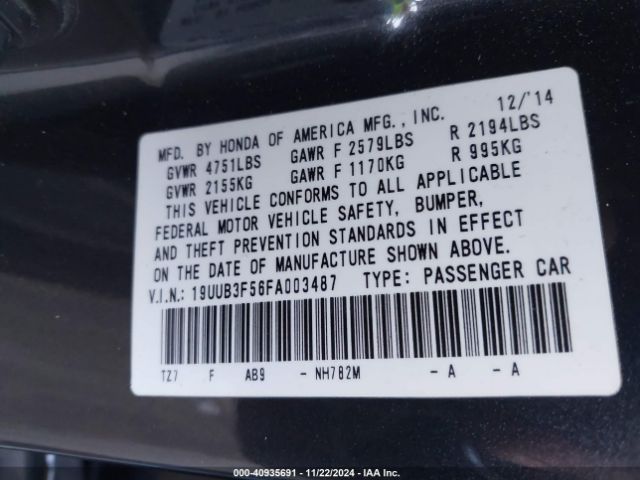 12/'14
MFD. BY HONDA OF AMERICA MFG., INC.
GVWR 4751LBS GAWR F 2579LBS R 2194LBS
GVWR 2155KG GAWR F 1170KG R 995KG
THIS VEHICLE CONFORMS TO ALL APPLICABLE
FEDERAL MOTOR VEHICLE SAFETY, BUMPER,
AND THEFT PREVENTION STANDARDS IN EFFECT
ON THE DATE OF MANUFACTURE SHOWN ABOVE.
V.I.N.: 19UUB3F56FA003487 TYPE: PASSENGER CAR
TZ7 F AB9 - NH782M - A - A
000-40935691 - 11/22/2024 - IAA Inc.